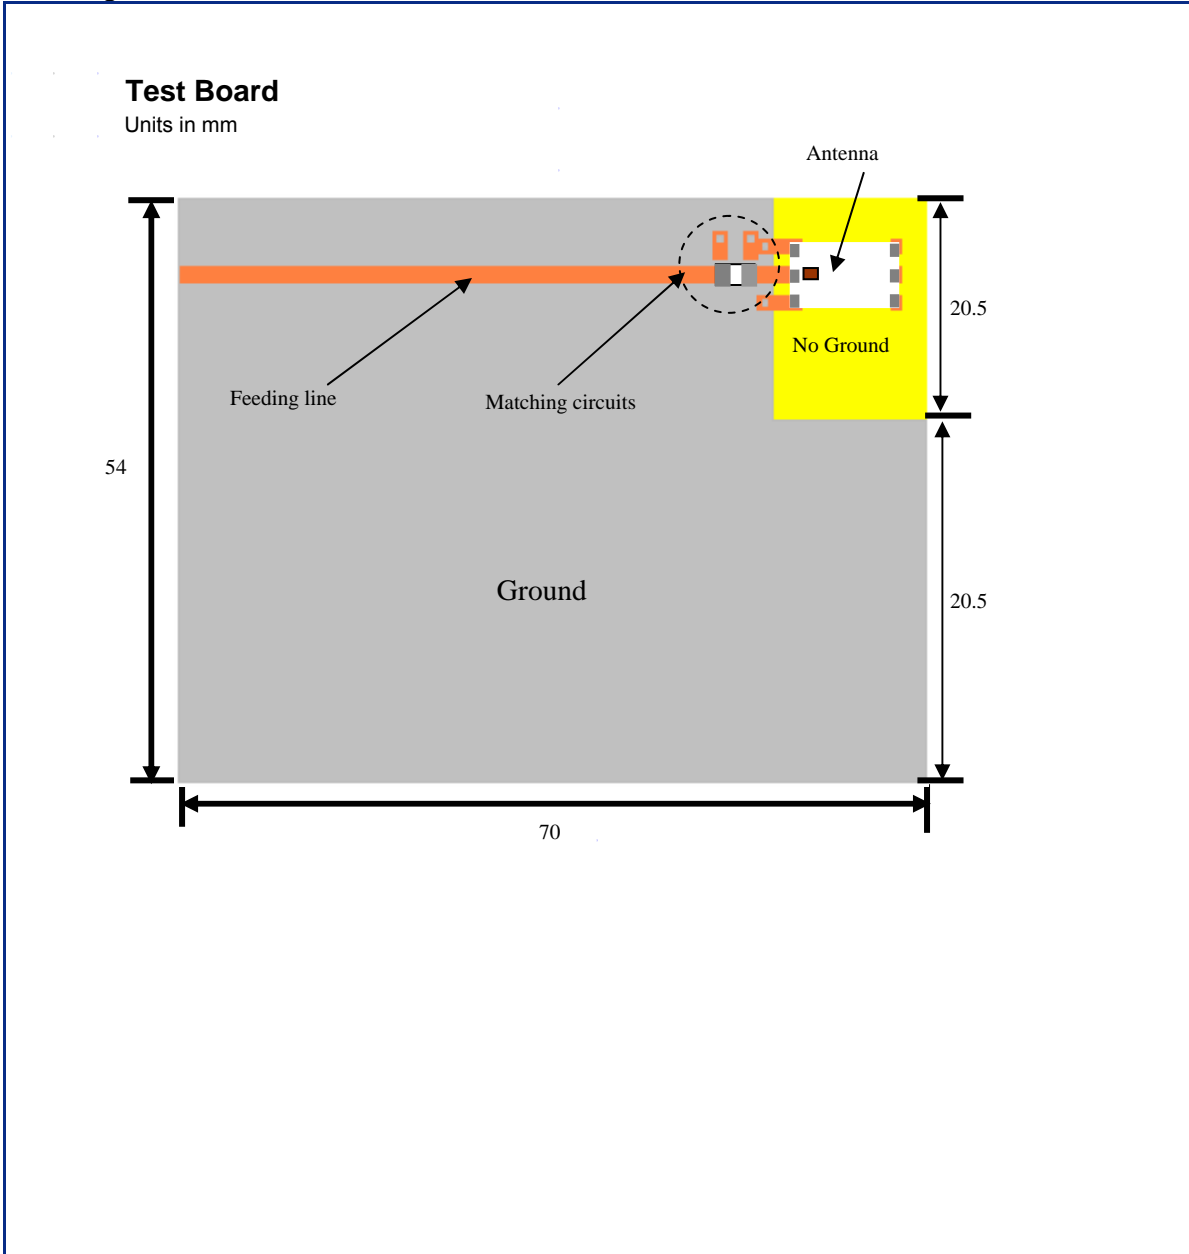 Test Board
Units in mm
Antenna
20.5
No Ground
Feeding line
Matching circuits
54
Ground
20.5
70